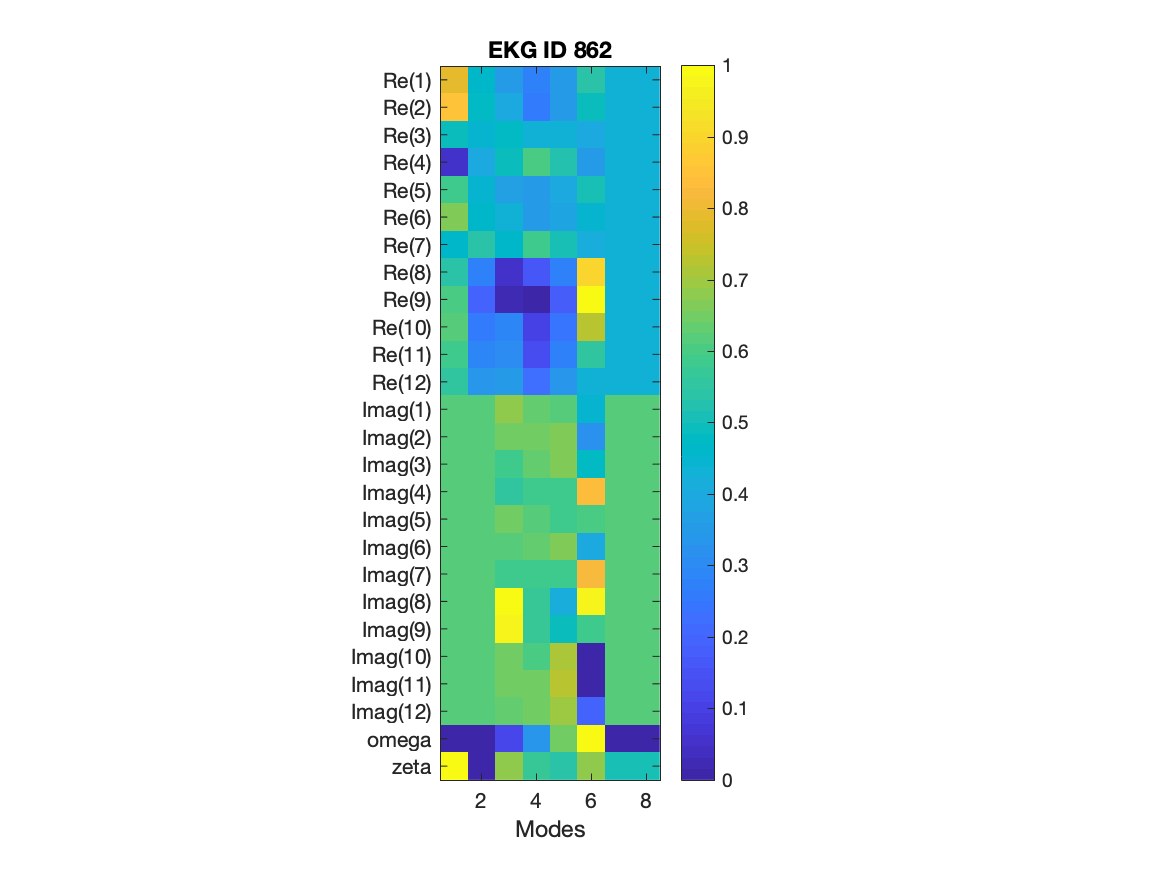 EKG ID 862
Re(1)
Re(2)
Re(3)
Re(4)
Re(5)
Re(6)
Re(7)
Re(8)
Re(9)
Re(10)
Re(11)
Re(12)
Imag(1)
Imag(2)
Imag(3)
Imag(4)
Imag(5)
Imag(6)
Imag(7)
Imag(8)
Imag(9)
Imag(10)
Imag(11)
Imag(12)
omega
zeta
2 4 6 8
Modes
1
0.9
0.8
0.7
0.6
0.5
0.4
0.3
0.2
0.1
0